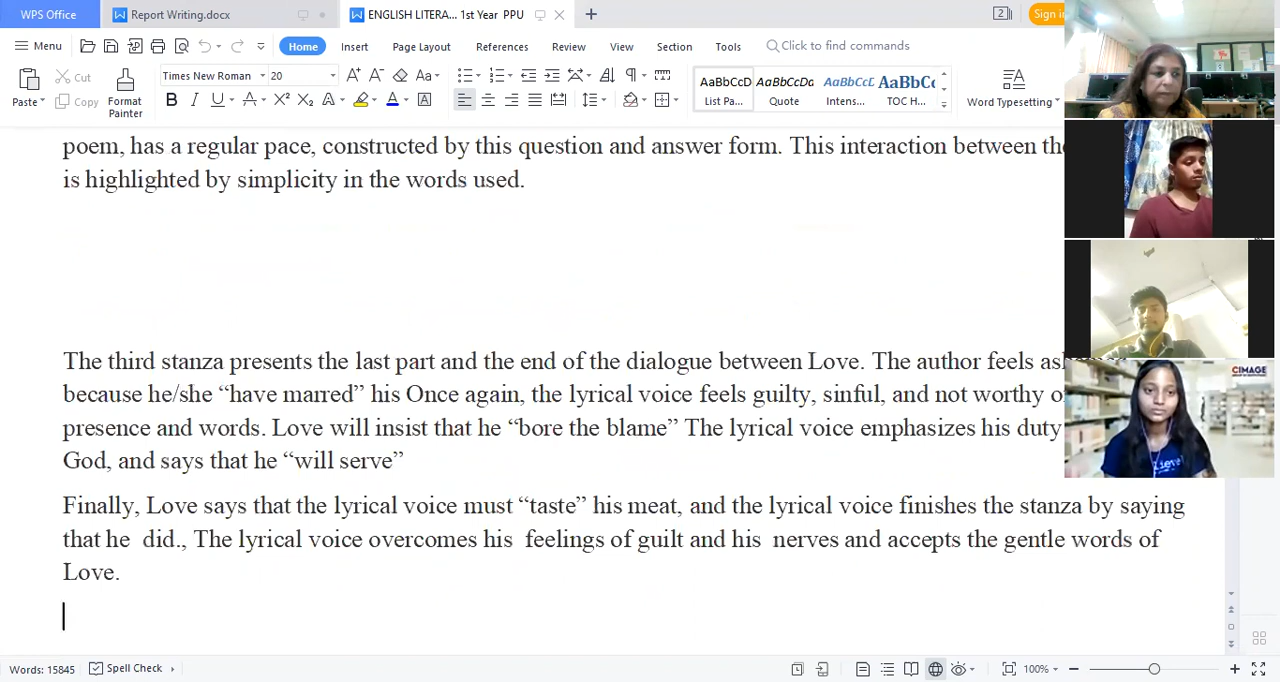 WPS Office Report Writing.docx ENGLISH LITERA... 1st Year PPU 2 Sign in
Menu Home Insert Page Layout References Review View Section Tools Click to find commands
Paste Cut Copy Format Painter Times New Roman 20 AaBbCcD List Pa... AaBbCcDc Quote AaBbCcD Intens... AaBbCc TOC H... Word Typesetting
poem, has a regular pace, constructed by this question and answer form. This interaction between
is highlighted by simplicity in the words used.
The third stanza presents the last part and the end of the dialogue between Love. The author feels
because he/she “have marred” his Once again, the lyrical voice feels guilty, sinful, and not worthy
presence and words. Love will insist that he “bore the blame” The lyrical voice emphasizes his duty
God, and says that he “will serve”
Finally, Love says that the lyrical voice must “taste” his meat, and the lyrical voice finishes the stanza by saying
that he did., The lyrical voice overcomes his feelings of guilt and his nerves and accepts the gentle words of
Love.
CIMAGE
Words: 15845 Spell Check 100%